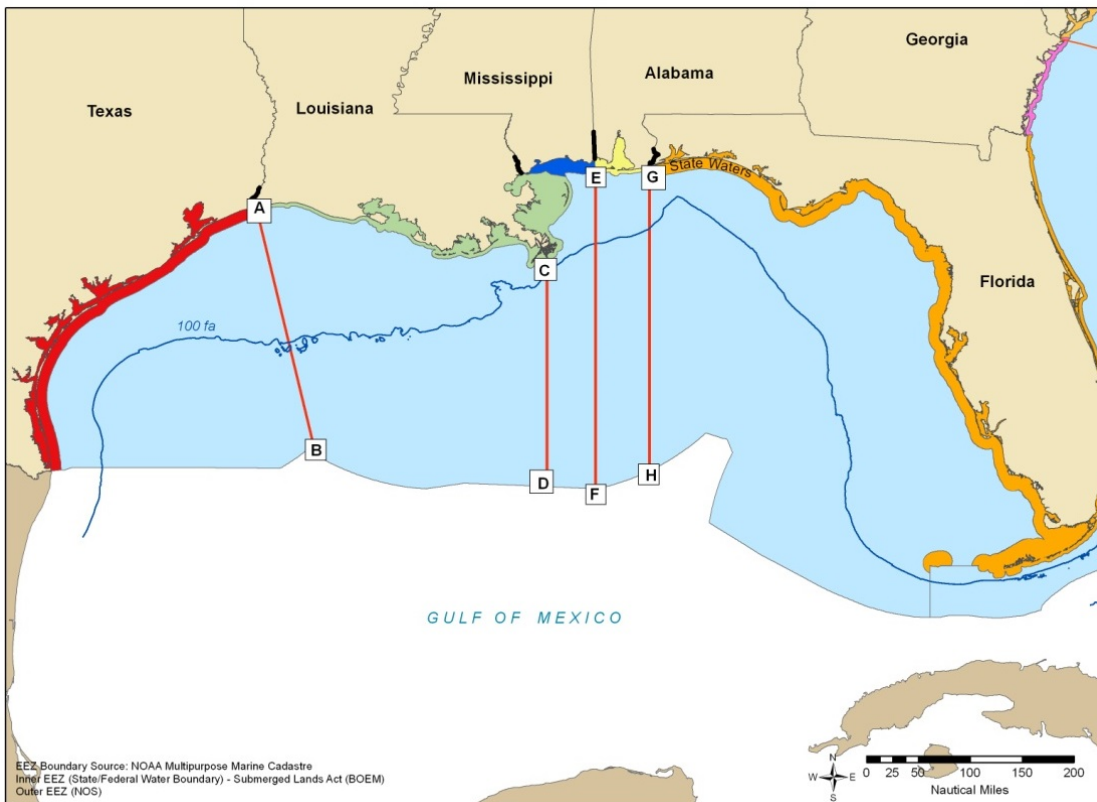 Georgia
Mississippi
Alabama
Louisiana
Texas
State Waters
E
G
A
C
Florida
100 fa
B
H
D
F
GULF OF MEXICO
N
W
E
S
0 25 50 100 150 200
Nautical Miles
EEZ Boundary Source: NOAA Multipurpose Marine Cadastre
Inner EEZ (State/Federal Water Boundary) - Submerged Lands Act (BOEM)
Outer EEZ (NOS)